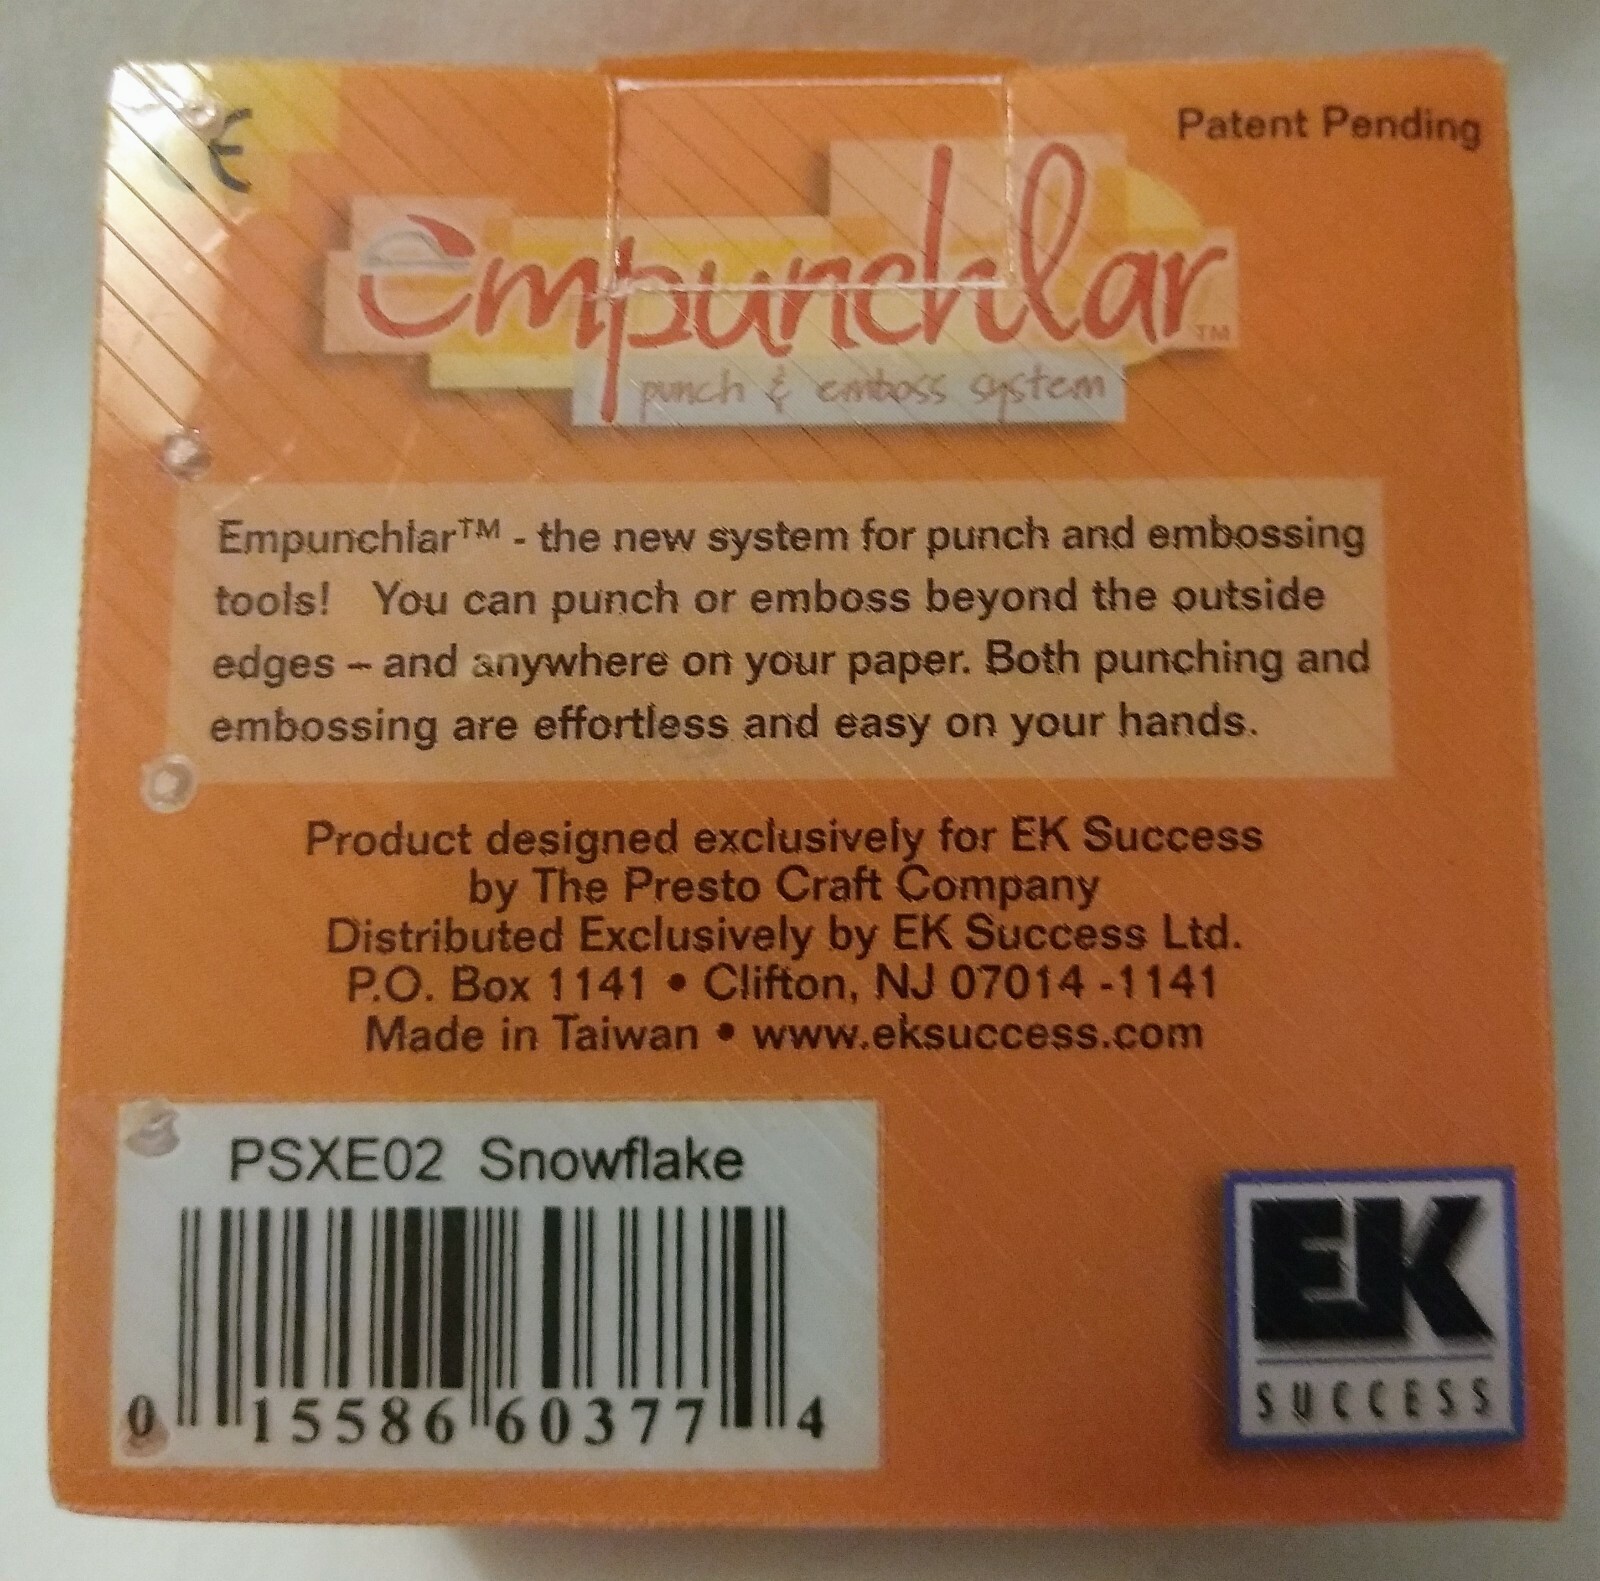 CE
Patent Pending
Empunchlar™
punch & emboss system
Empunchlar™ - the new system for punch and embossing
tools! You can punch or emboss beyond the outside
edges – and anywhere on your paper. Both punching and
embossing are effortless and easy on your hands.
Product designed exclusively for EK Success
by The Presto Craft Company
Distributed Exclusively by EK Success Ltd.
P.O. Box 1141 • Clifton, NJ 07014 -1141
Made in Taiwan • www.eksuccess.com
PSXE02 Snowflake
0 15586 60377 4
EK
SUCCESS